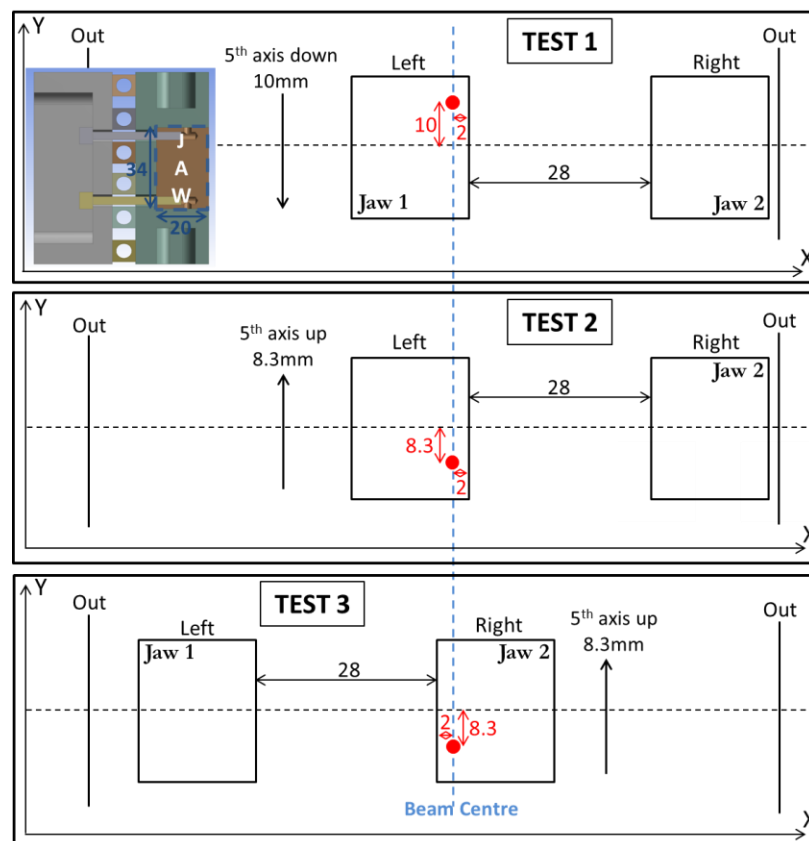 Y
Out
5th axis down
10mm
TEST 1
Left
Right
Out
J
A
W
34
20
10
2
28
Jaw 1
Jaw 2
X
Y
Out
5th axis up
8.3mm
TEST 2
Left
Right
Out
Jaw 2
28
8.3
2
X
Y
Out
TEST 3
Left
Right
5th axis up
8.3mm
Out
Jaw 1
Jaw 2
28
2
8.3
Beam Centre
X